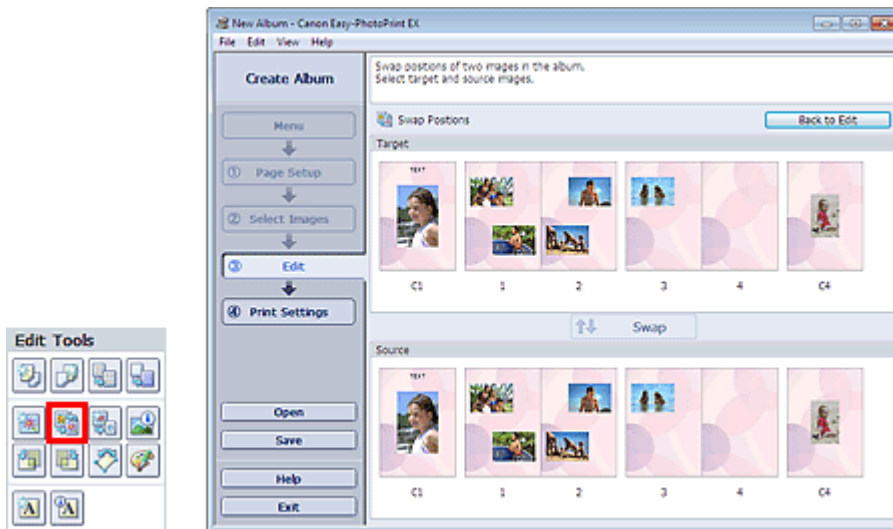 Edit Tools
New Album - Canon Easy-PhotoPrint EX
File Edit View Help
Create Album
Menu
① Page Setup
② Select Images
③ Edit
④ Print Settings
Open
Save
Help
Exit
Swap positions of two images in the album.
Select target and source images.
Swap Positions
Back to Edit
Target
TEXT
C1 1 2 3 4 C4
Swap
Source
TEXT
C1 1 2 3 4 C4